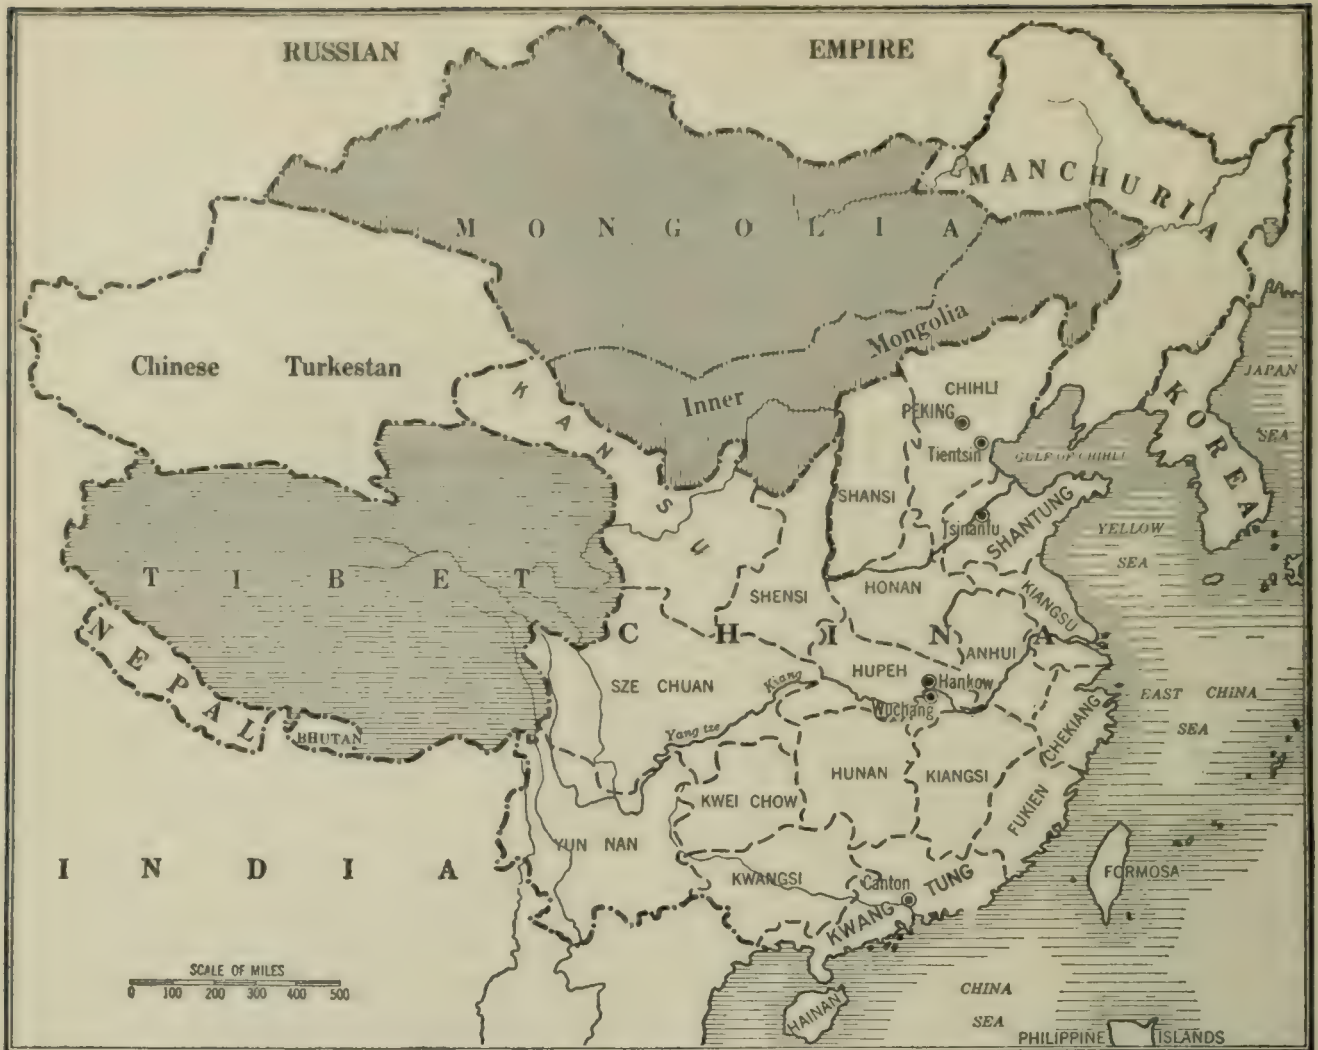 RUSSIAN EMPIRE
MANCHURIA
MONGOLIA
Inner Mongolia
Chinese Turkestan
KANSU
CHIHLI
PEKING
Tientsin
GULF OF CHIHLI
JAPAN
SEA
KOREA
SHANSI
Tsinanfu
SHANTUNG
YELLOW
SEA
TIBET
SHENSI
HONAN
KIANGSU
CHINA
ANHUI
NEPAL
BHUTAN
SZE CHUAN
HUPEH
Hankow
Wuchang
Yang tze Kiang
EAST CHINA
SEA
CHEKIANG
KWEI CHOW
HUNAN
KIANGSI
FUKIEN
YUN NAN
INDIA
KWANGSI
Canton
KWANG TUNG
FORMOSA
SCALE OF MILES
0 100 200 300 400 500
HAINAN
CHINA
SEA
PHILIPPINE ISLANDS